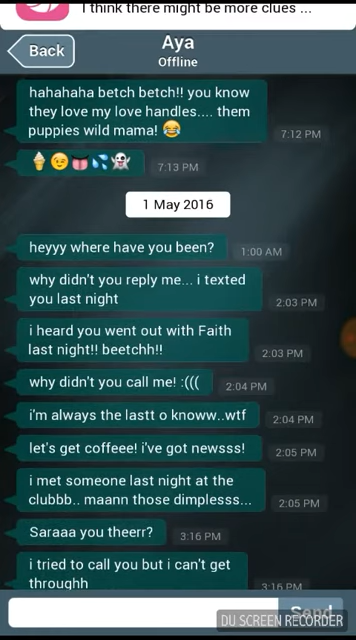 I think there might be more clues ...
Back
Aya
Offline
hahahaha betch betch!! you know
they love my love handles.... them
puppies wild mama! 😂
7:12 PM
🍦😉👅💦👻
7:13 PM
1 May 2016
heyyy where have you been?
1:00 AM
why didn't you reply me... i texted
you last night
2:03 PM
i heard you went out with Faith
last night!! beetchh!!
2:03 PM
why didn't you call me! :(((
2:04 PM
i'm always the lastt o knoww..wtf
2:04 PM
let's get coffeee! i've got newsss!
2:05 PM
i met someone last night at the
clubbb.. maann those dimplesss...
2:05 PM
Saraaa you theerr?
3:16 PM
i tried to call you but i can't get
throughh
3:16 PM
Send
DU SCREEN RECORDER